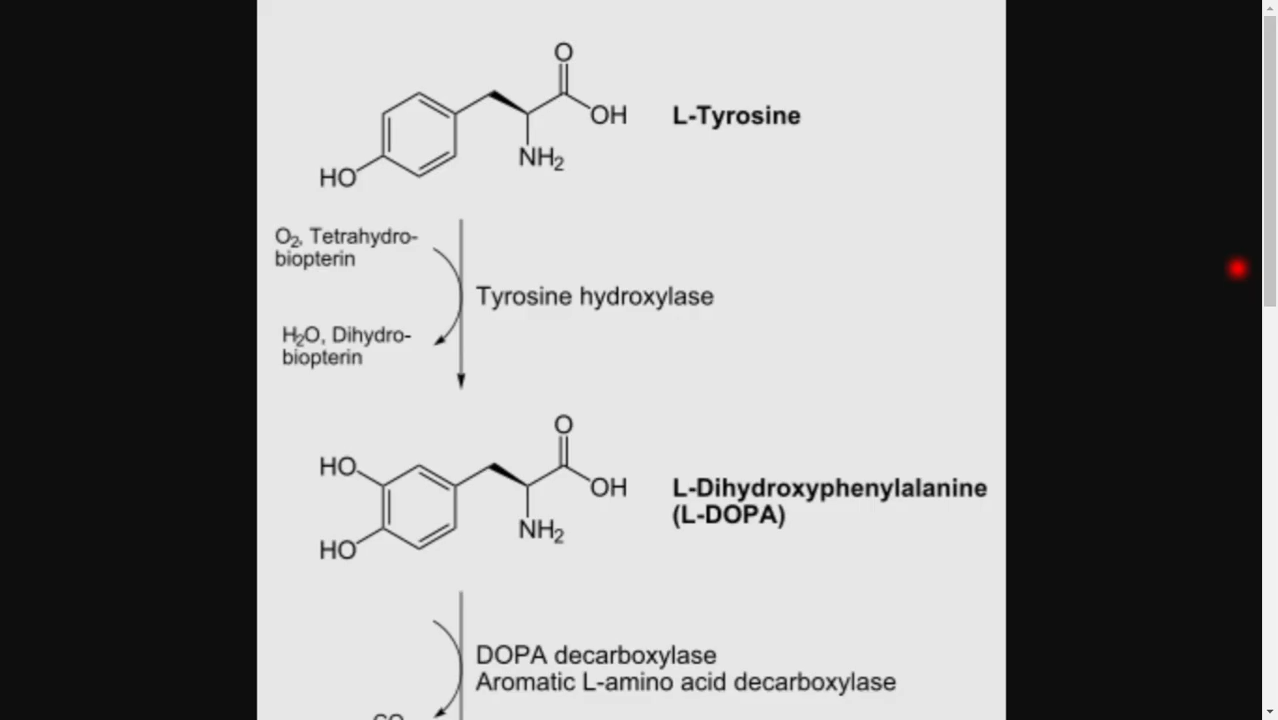 O
OH
L-Tyrosine
NH2
HO
O2, Tetrahydro-
biopterin
Tyrosine hydroxylase
H2O, Dihydro-
biopterin
O
HO
OH
L-Dihydroxyphenylalanine
(L-DOPA)
NH2
HO
DOPA decarboxylase
Aromatic L-amino acid decarboxylase